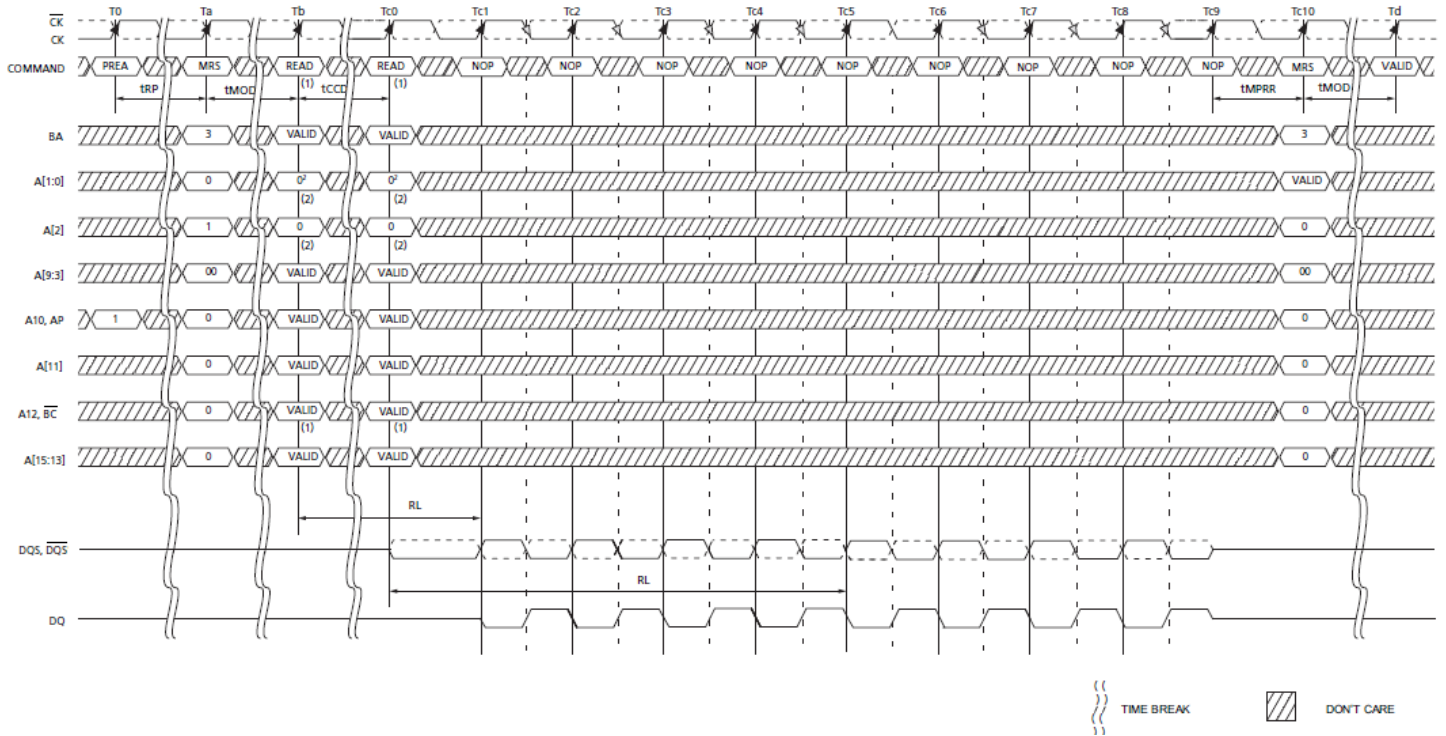 T0 Ta Tb Tc0 Tc1 Tc2 Tc3 Tc4 Tc5 Tc6 Tc7 Tc8 Tc9 Tc10 Td
CK
CK
COMMAND PREA MRS READ READ NOP NOP NOP NOP NOP NOP NOP NOP NOP MRS VALID
(1) (1)
tRP tMOD tCCD tMPRR tMOD
BA 3 VALID VALID 3
A[1:0] 0 0² 0² VALID
(2) (2)
A[2] 1 0 0 0
(2) (2)
A[9:3] 00 VALID VALID 00
A10, AP 1 0 VALID VALID 0
A[11] 0 VALID VALID 0
A12, BC 0 VALID VALID 0
(1) (1)
A[15:13] 0 VALID VALID 0
RL
DQS, DQS
RL
DQ
TIME BREAK DON'T CARE